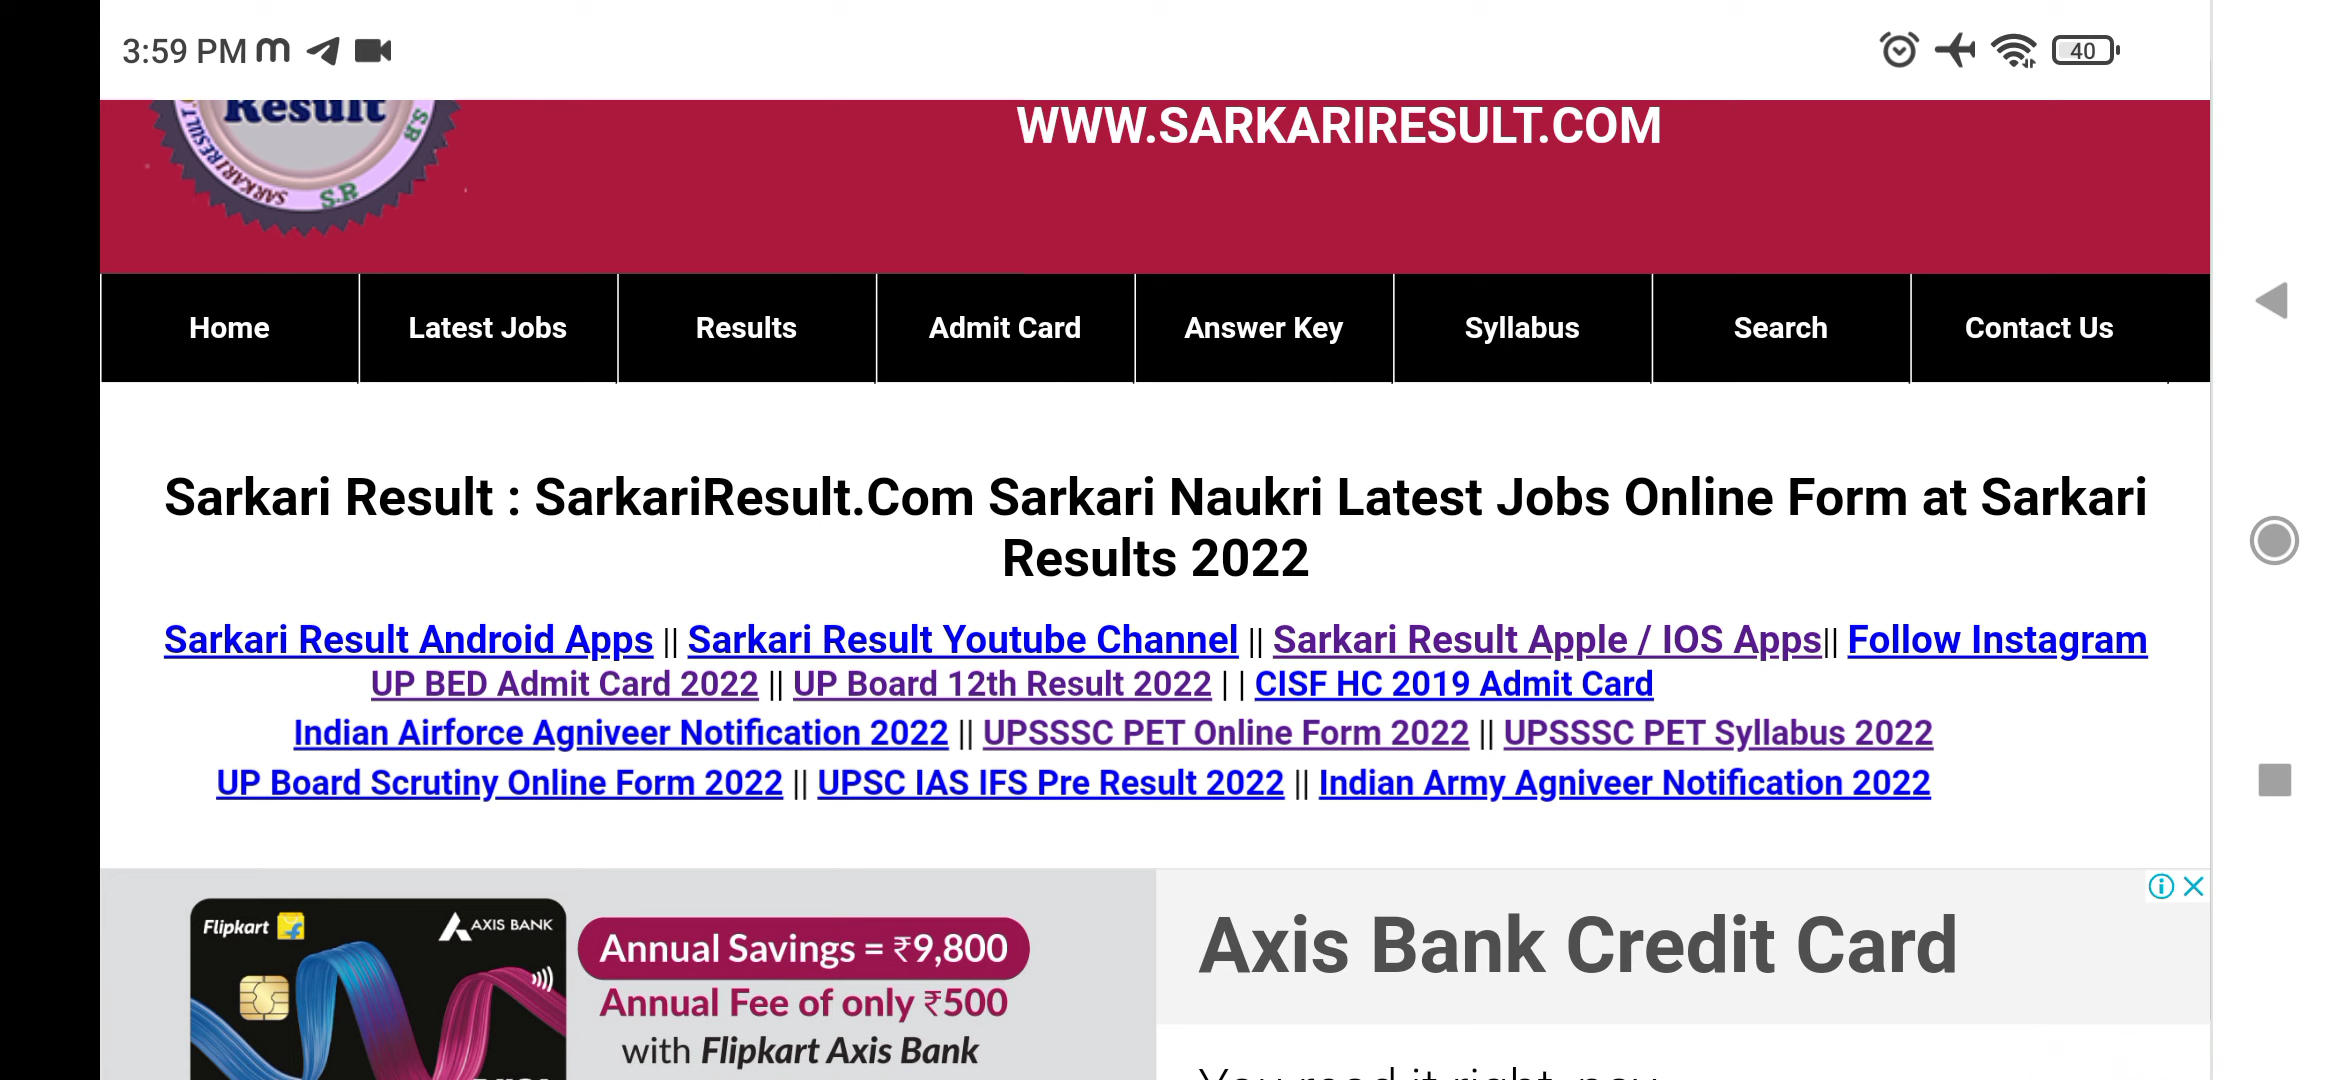 3:59 PM
40
Result
SARKARIRESULT
S.R
S.R
WWW.SARKARIRESULT.COM
Home Latest Jobs Results Admit Card Answer Key Syllabus Search Contact Us
Sarkari Result : SarkariResult.Com Sarkari Naukri Latest Jobs Online Form at Sarkari
Results 2022
Sarkari Result Android Apps || Sarkari Result Youtube Channel || Sarkari Result Apple / IOS Apps|| Follow Instagram
UP BED Admit Card 2022 || UP Board 12th Result 2022 | | CISF HC 2019 Admit Card
Indian Airforce Agniveer Notification 2022 || UPSSSC PET Online Form 2022 || UPSSSC PET Syllabus 2022
UP Board Scrutiny Online Form 2022 || UPSC IAS IFS Pre Result 2022 || Indian Army Agniveer Notification 2022
Flipkart
AXIS BANK
Annual Savings = ₹9,800
Annual Fee of only ₹500
with Flipkart Axis Bank
Axis Bank Credit Card
You read it right, pay